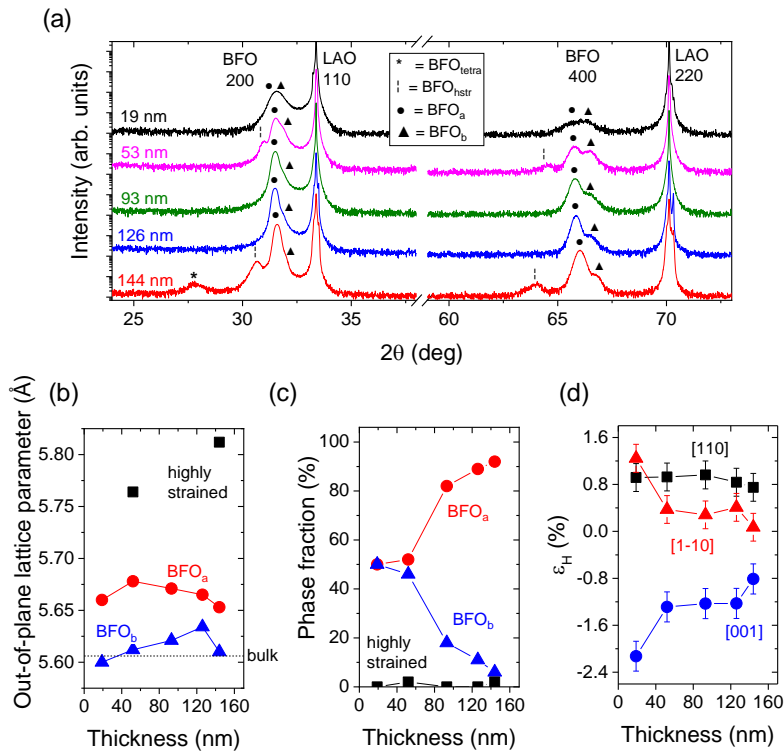 (a)
BFO
200
LAO
110
* = BFOtetra
¦ = BFOhstr
● = BFOa
▲ = BFOb
BFO
400
LAO
220
19 nm
53 nm
93 nm
126 nm
144 nm
*
Intensity (arb. units)
25 30 35 60 65 70
2θ (deg)
(b)
Out-of-plane lattice parameter (Å)
5.80
5.75
5.70
5.65
5.60
highly
strained
BFOa
BFOb
bulk
0 40 80 120 160
Thickness (nm)
(c)
Phase fraction (%)
100
80
60
40
20
0
BFOa
BFOb
highly
strained
0 40 80 120 160
Thickness (nm)
(d)
εH (%)
1.6
0.8
0.0
-0.8
-1.6
-2.4
[110]
[1-10]
[001]
0 40 80 120 160
Thickness (nm)